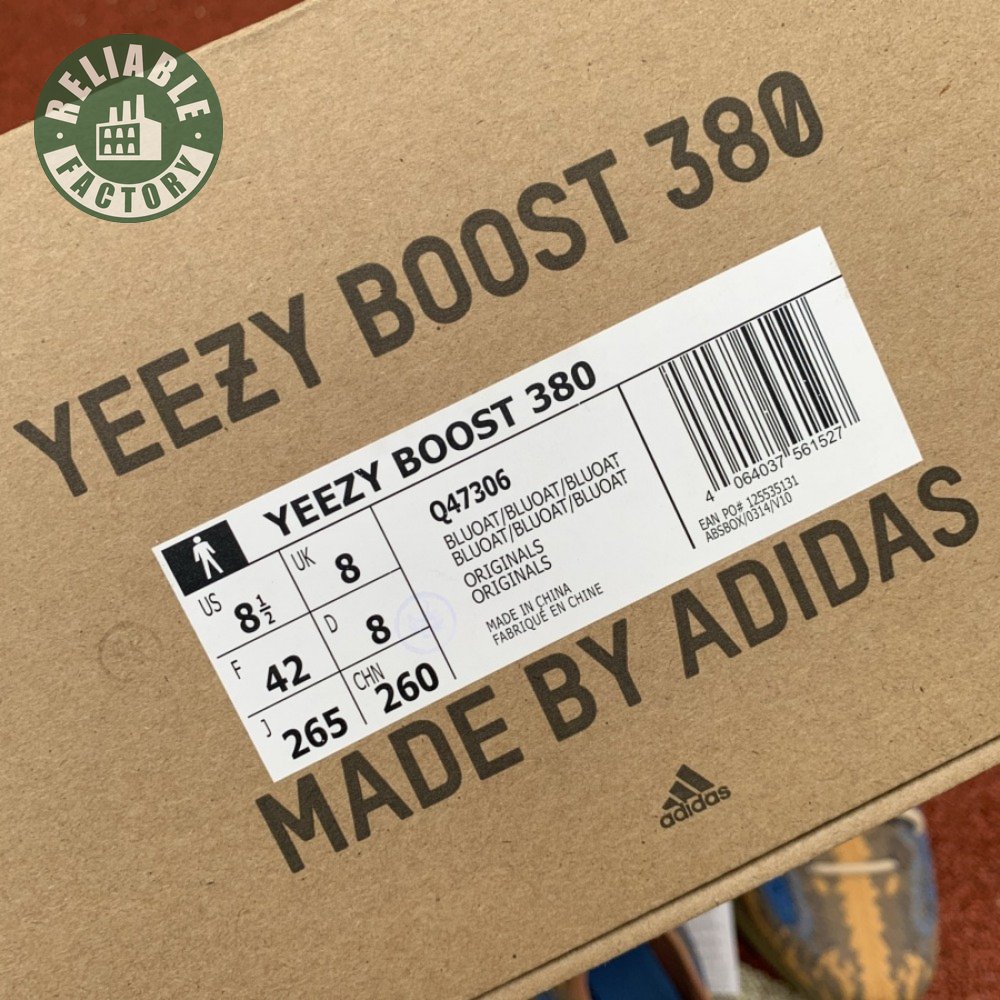 RELIABLE
FACTORY
YEEZY BOOST 380
YEEZY BOOST 380
US 8½
UK 8
F 42
D 8
J 265
CHN 260
Q47306
BLUOAT/BLUOAT/BLUOAT
BLUOAT/BLUOAT/BLUOAT
ORIGINALS
ORIGINALS
MADE IN CHINA
FABRIQUÉ EN CHINE
4 064037 561527
EAN PO# 125535131
ABSBOX/0314/V10
MADE BY ADIDAS
adidas